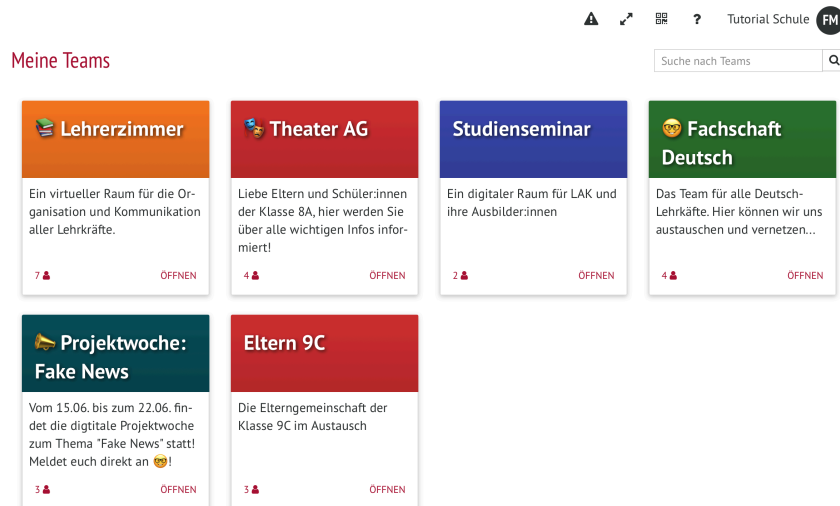 Tutorial Schule FM
Meine Teams
Suche nach Teams
📚 Lehrerzimmer
Ein virtueller Raum für die Or-
ganisation und Kommunikation
aller Lehrkräfte.
7 ÖFFNEN
🎭 Theater AG
Liebe Eltern und Schüler:innen
der Klasse 8A, hier werden Sie
über alle wichtigen Infos infor-
miert!
4 ÖFFNEN
Studienseminar
Ein digitaler Raum für LAK und
ihre Ausbilder:innen
2 ÖFFNEN
🤓 Fachschaft
Deutsch
Das Team für alle Deutsch-
Lehrkäfte. Hier können wir uns
austauschen und vernetzen...
4 ÖFFNEN
📣 Projektwoche:
Fake News
Vom 15.06. bis zum 22.06. fin-
det die digtitale Projektwoche
zum Thema "Fake News" statt!
Meldet euch direkt an 🤓!
3 ÖFFNEN
Eltern 9C
Die Elterngemeinschaft der
Klasse 9C im Austausch
3 ÖFFNEN